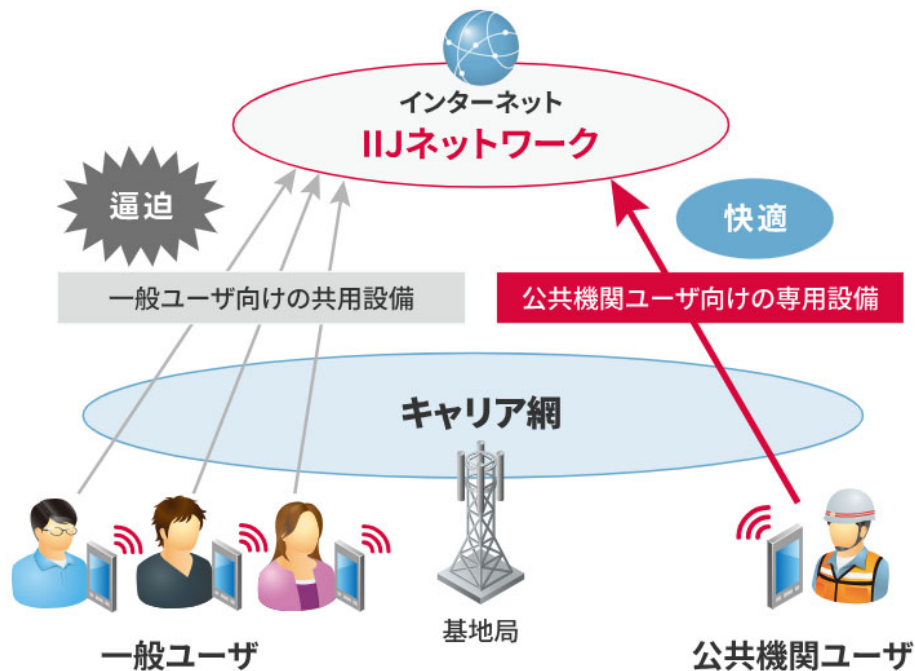 インターネット
IIJネットワーク
逼迫
快適
一般ユーザ向けの共用設備
公共機関ユーザ向けの専用設備
キャリア網
基地局
一般ユーザ
公共機関ユーザ